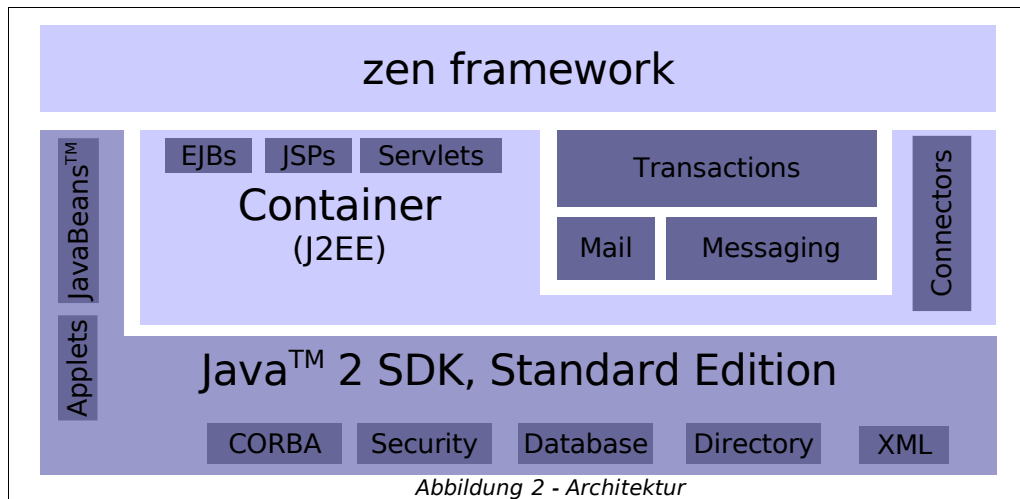 zen framework
JavaBeans™
Applets
EJBs
JSPs
Servlets
Container
(J2EE)
Transactions
Mail
Messaging
Connectors
Java™ 2 SDK, Standard Edition
CORBA
Security
Database
Directory
XML
Abbildung 2 - Architektur